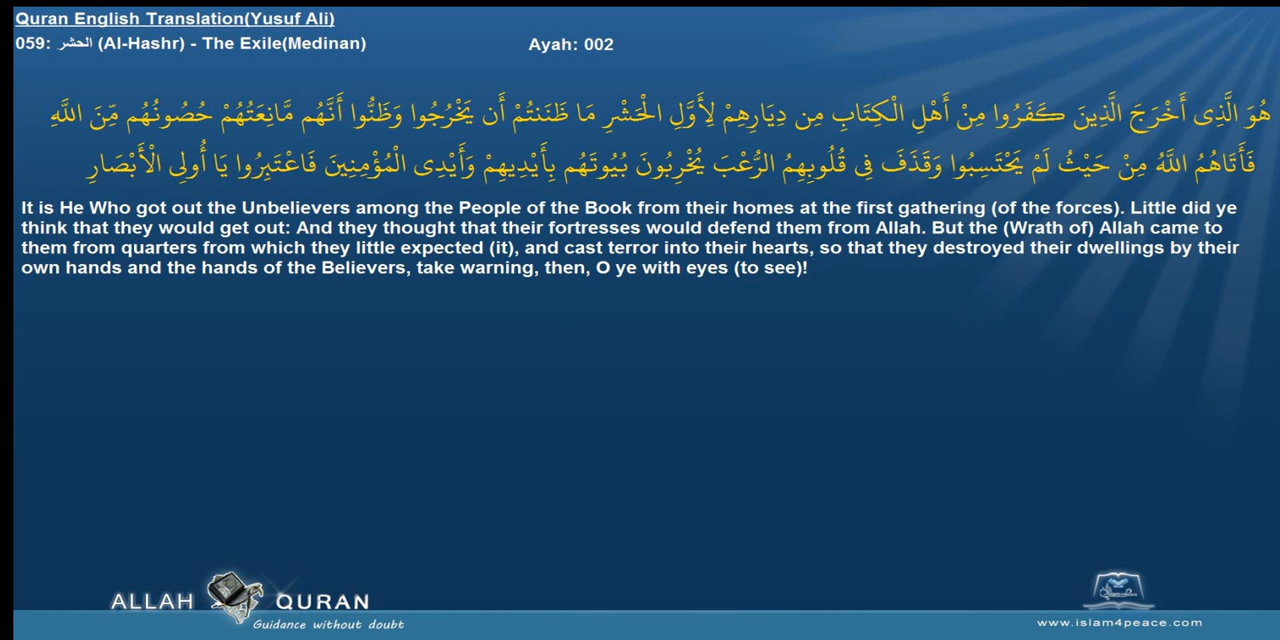 Quran English Translation(Yusuf Ali)
059: الحشر (Al-Hashr) - The Exile(Medinan)
Ayah: 002
هُوَ الَّذِى أَخْرَجَ الَّذِينَ كَفَرُوا مِنْ أَهْلِ الْكِتَابِ مِن دِيَارِهِمْ لِأَوَّلِ الْحَشْرِ مَا ظَنَنتُمْ أَن يَخْرُجُوا وَظَنُّوا أَنَّهُم مَّانِعَتُهُمْ حُصُونُهُم مِّنَ اللَّهِ
فَأَتَاهُمُ اللَّهُ مِنْ حَيْثُ لَمْ يَحْتَسِبُوا وَقَذَفَ فِى قُلُوبِهِمُ الرُّعْبَ يُخْرِبُونَ بُيُوتَهُم بِأَيْدِيهِمْ وَأَيْدِى الْمُؤْمِنِينَ فَاعْتَبِرُوا يَا أُولِى الْأَبْصَارِ
It is He Who got out the Unbelievers among the People of the Book from their homes at the first gathering (of the forces). Little did ye
think that they would get out: And they thought that their fortresses would defend them from Allah. But the (Wrath of) Allah came to
them from quarters from which they little expected (it), and cast terror into their hearts, so that they destroyed their dwellings by their
own hands and the hands of the Believers, take warning, then, O ye with eyes (to see)!
ALLAH QURAN
Guidance without doubt
www.islam4peace.com